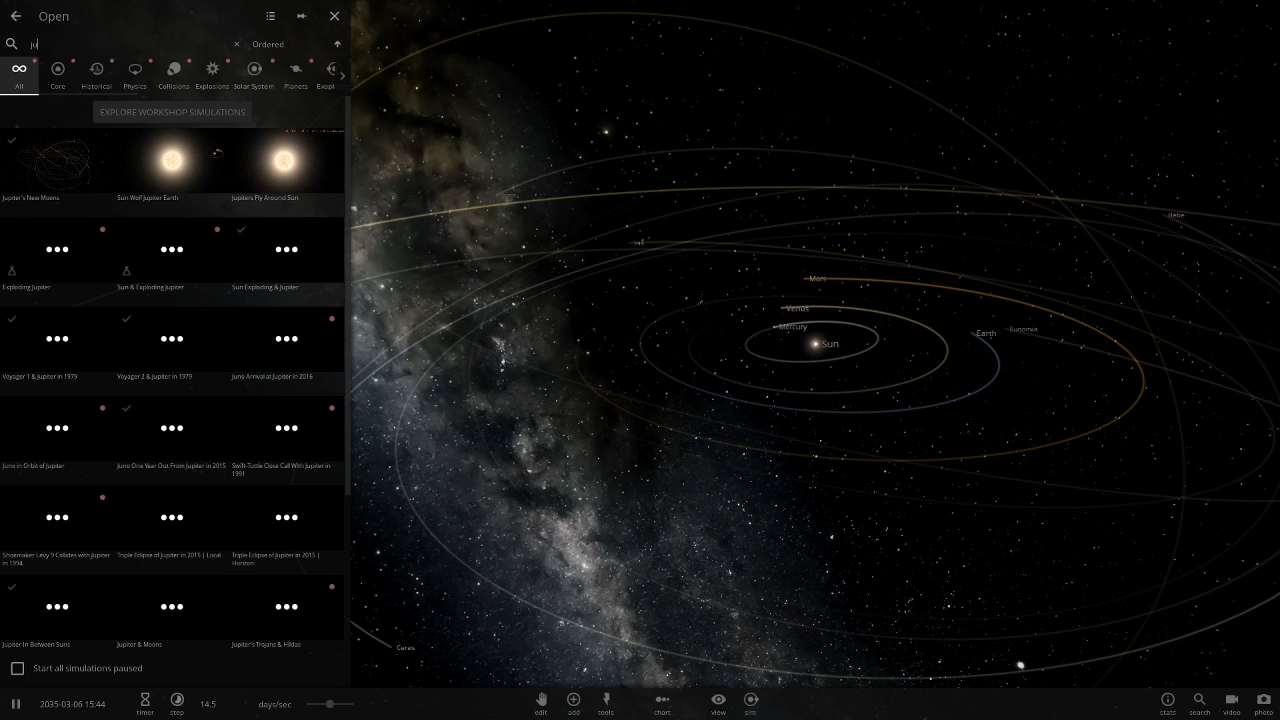 Open
ju
×
Ordered
All
Core
Historical
Physics
Collisions
Explosions
Solar System
Planets
Exopl
EXPLORE WORKSHOP SIMULATIONS
Jupiter's New Moons
Sun Wolf Jupiter Earth
Jupiters Fly Around Sun
Exploding Jupiter
Sun & Exploding Jupiter
Sun Exploding & Jupiter
Voyager 1 & Jupiter in 1979
Voyager 2 & Jupiter in 1979
Juno Arrival at Jupiter in 2016
Juno in Orbit of Jupiter
Juno One Year Out From Jupiter in 2015
Swift-Tuttle Close Call With Jupiter in
1991
Shoemaker Levy 9 Collides with Jupiter
in 1994
Triple Eclipse of Jupiter in 2015 | Local
Triple Eclipse of Jupiter in 2015 |
Horizon
Jupiter In Between Suns
Jupiter & Moons
Jupiter's Trojans & Hildas
Start all simulations paused
Hebe
Mars
Venus
Mercury
Sun
Earth
Eunomia
Ceres
2035-03-06 15:44
timer
step
14.5
days/sec
edit
add
tools
chart
view
sim
stats
search
video
photo